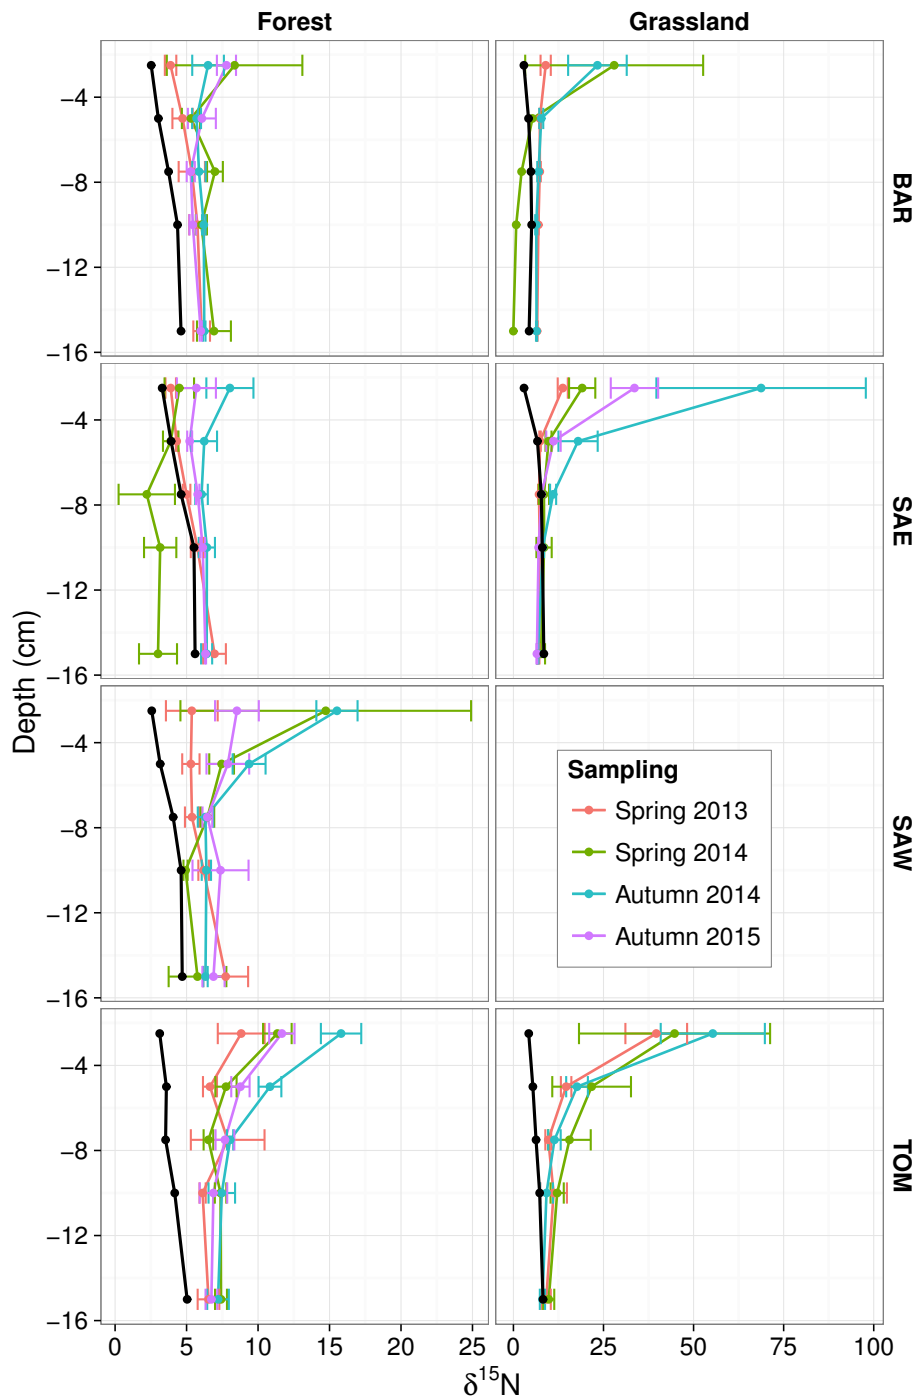 Forest Grassland
−4
−8
−12
−16
BAR
−4
−8
−12
−16
SAE
−4
−8
−12
−16
SAW
Sampling
Spring 2013
Spring 2014
Autumn 2014
Autumn 2015
−4
−8
−12
−16
TOM
Depth (cm)
0 5 10 15 20 25 0 25 50 75 100
δ¹⁵N